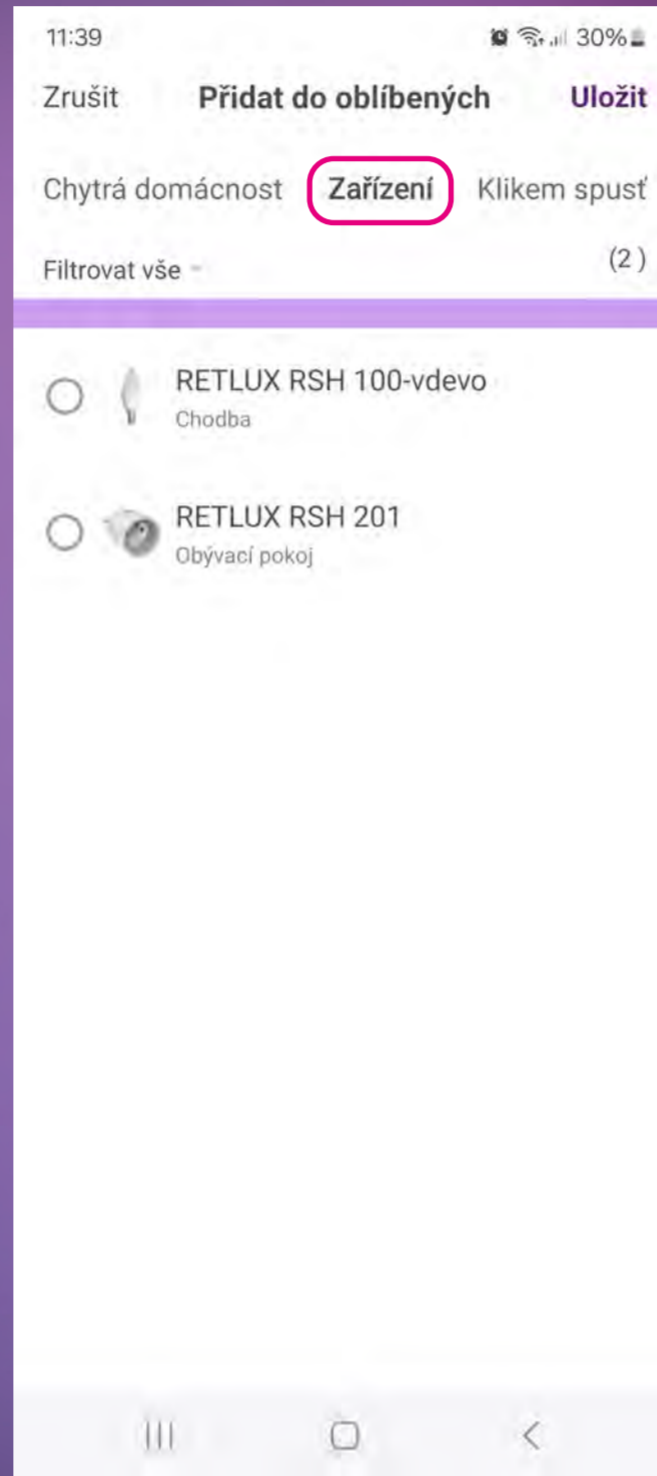 11:39 30%
Zrušit Přidat do oblíbených Uložit
Chytrá domácnost Zařízení Klikem spusť
Filtrovat vše (2 )
RETLUX RSH 100-vdevo
Chodba
RETLUX RSH 201
Obývací pokoj